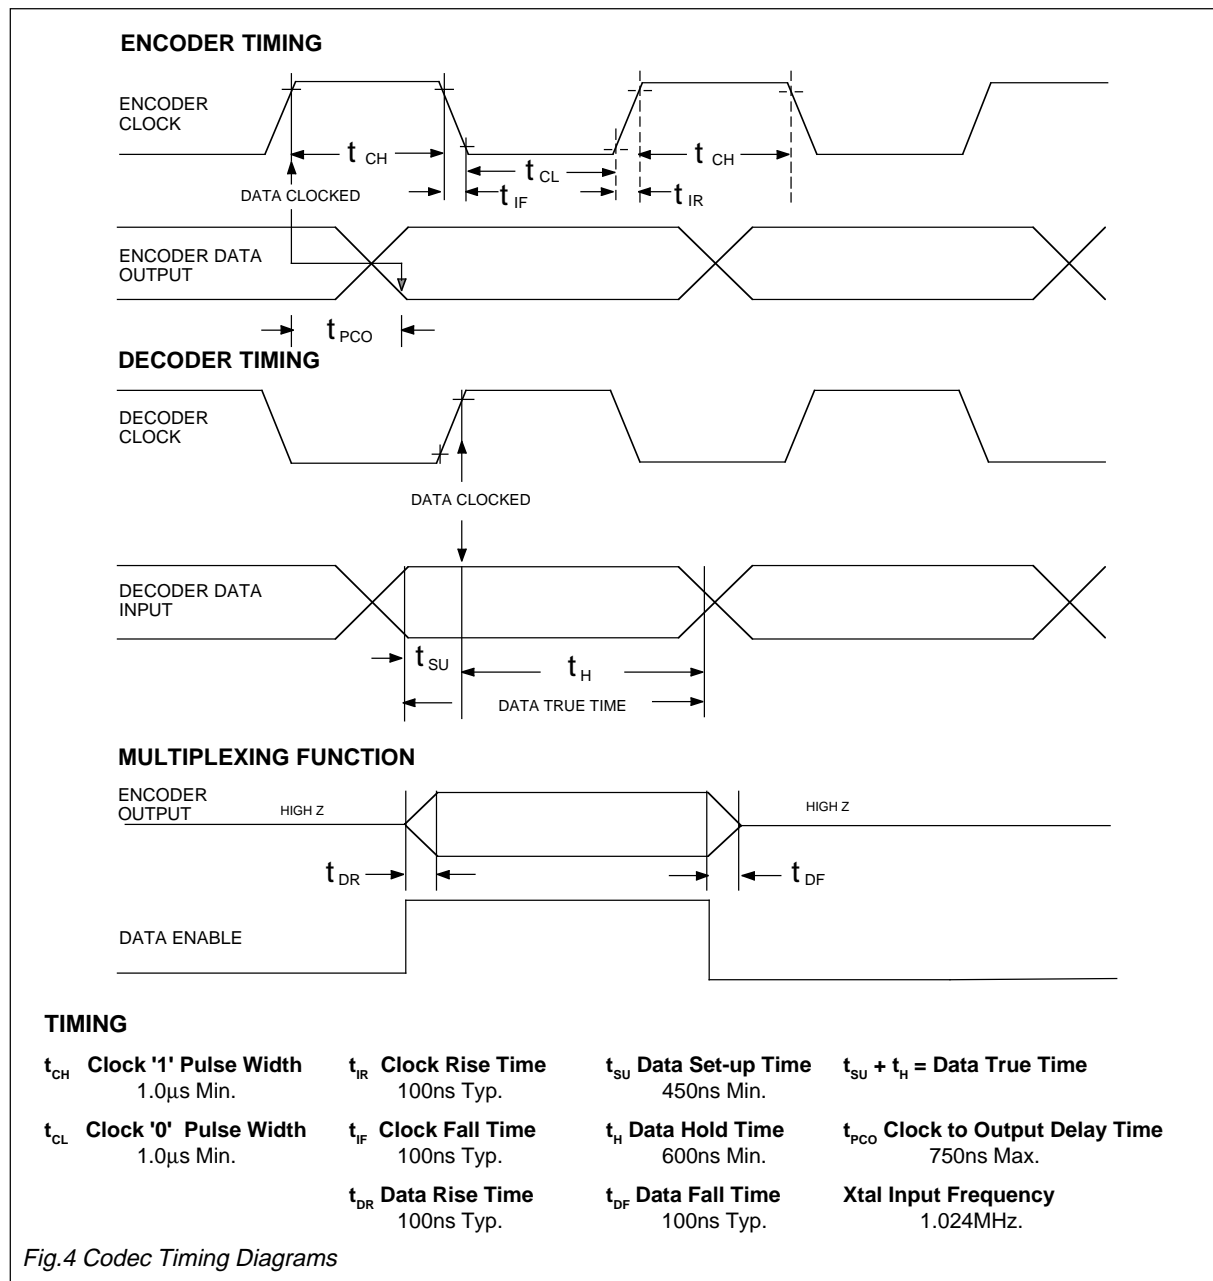 ENCODER TIMING
ENCODER
CLOCK
t CH
t CL
t CH
DATA CLOCKED
t IF
t IR
ENCODER DATA
OUTPUT
t PCO
DECODER TIMING
DECODER
CLOCK
DATA CLOCKED
DECODER DATA
INPUT
t SU
t H
DATA TRUE TIME
MULTIPLEXING FUNCTION
ENCODER
OUTPUT
HIGH Z
HIGH Z
t DR
t DF
DATA ENABLE
TIMING
tCH Clock '1' Pulse Width
1.0µs Min.
tIR Clock Rise Time
100ns Typ.
tSU Data Set-up Time
450ns Min.
tSU + tH = Data True Time
tCL Clock '0' Pulse Width
1.0µs Min.
tIF Clock Fall Time
100ns Typ.
tH Data Hold Time
600ns Min.
tPCO Clock to Output Delay Time
750ns Max.
tDR Data Rise Time
100ns Typ.
tDF Data Fall Time
100ns Typ.
Xtal Input Frequency
1.024MHz.
Fig.4 Codec Timing Diagrams